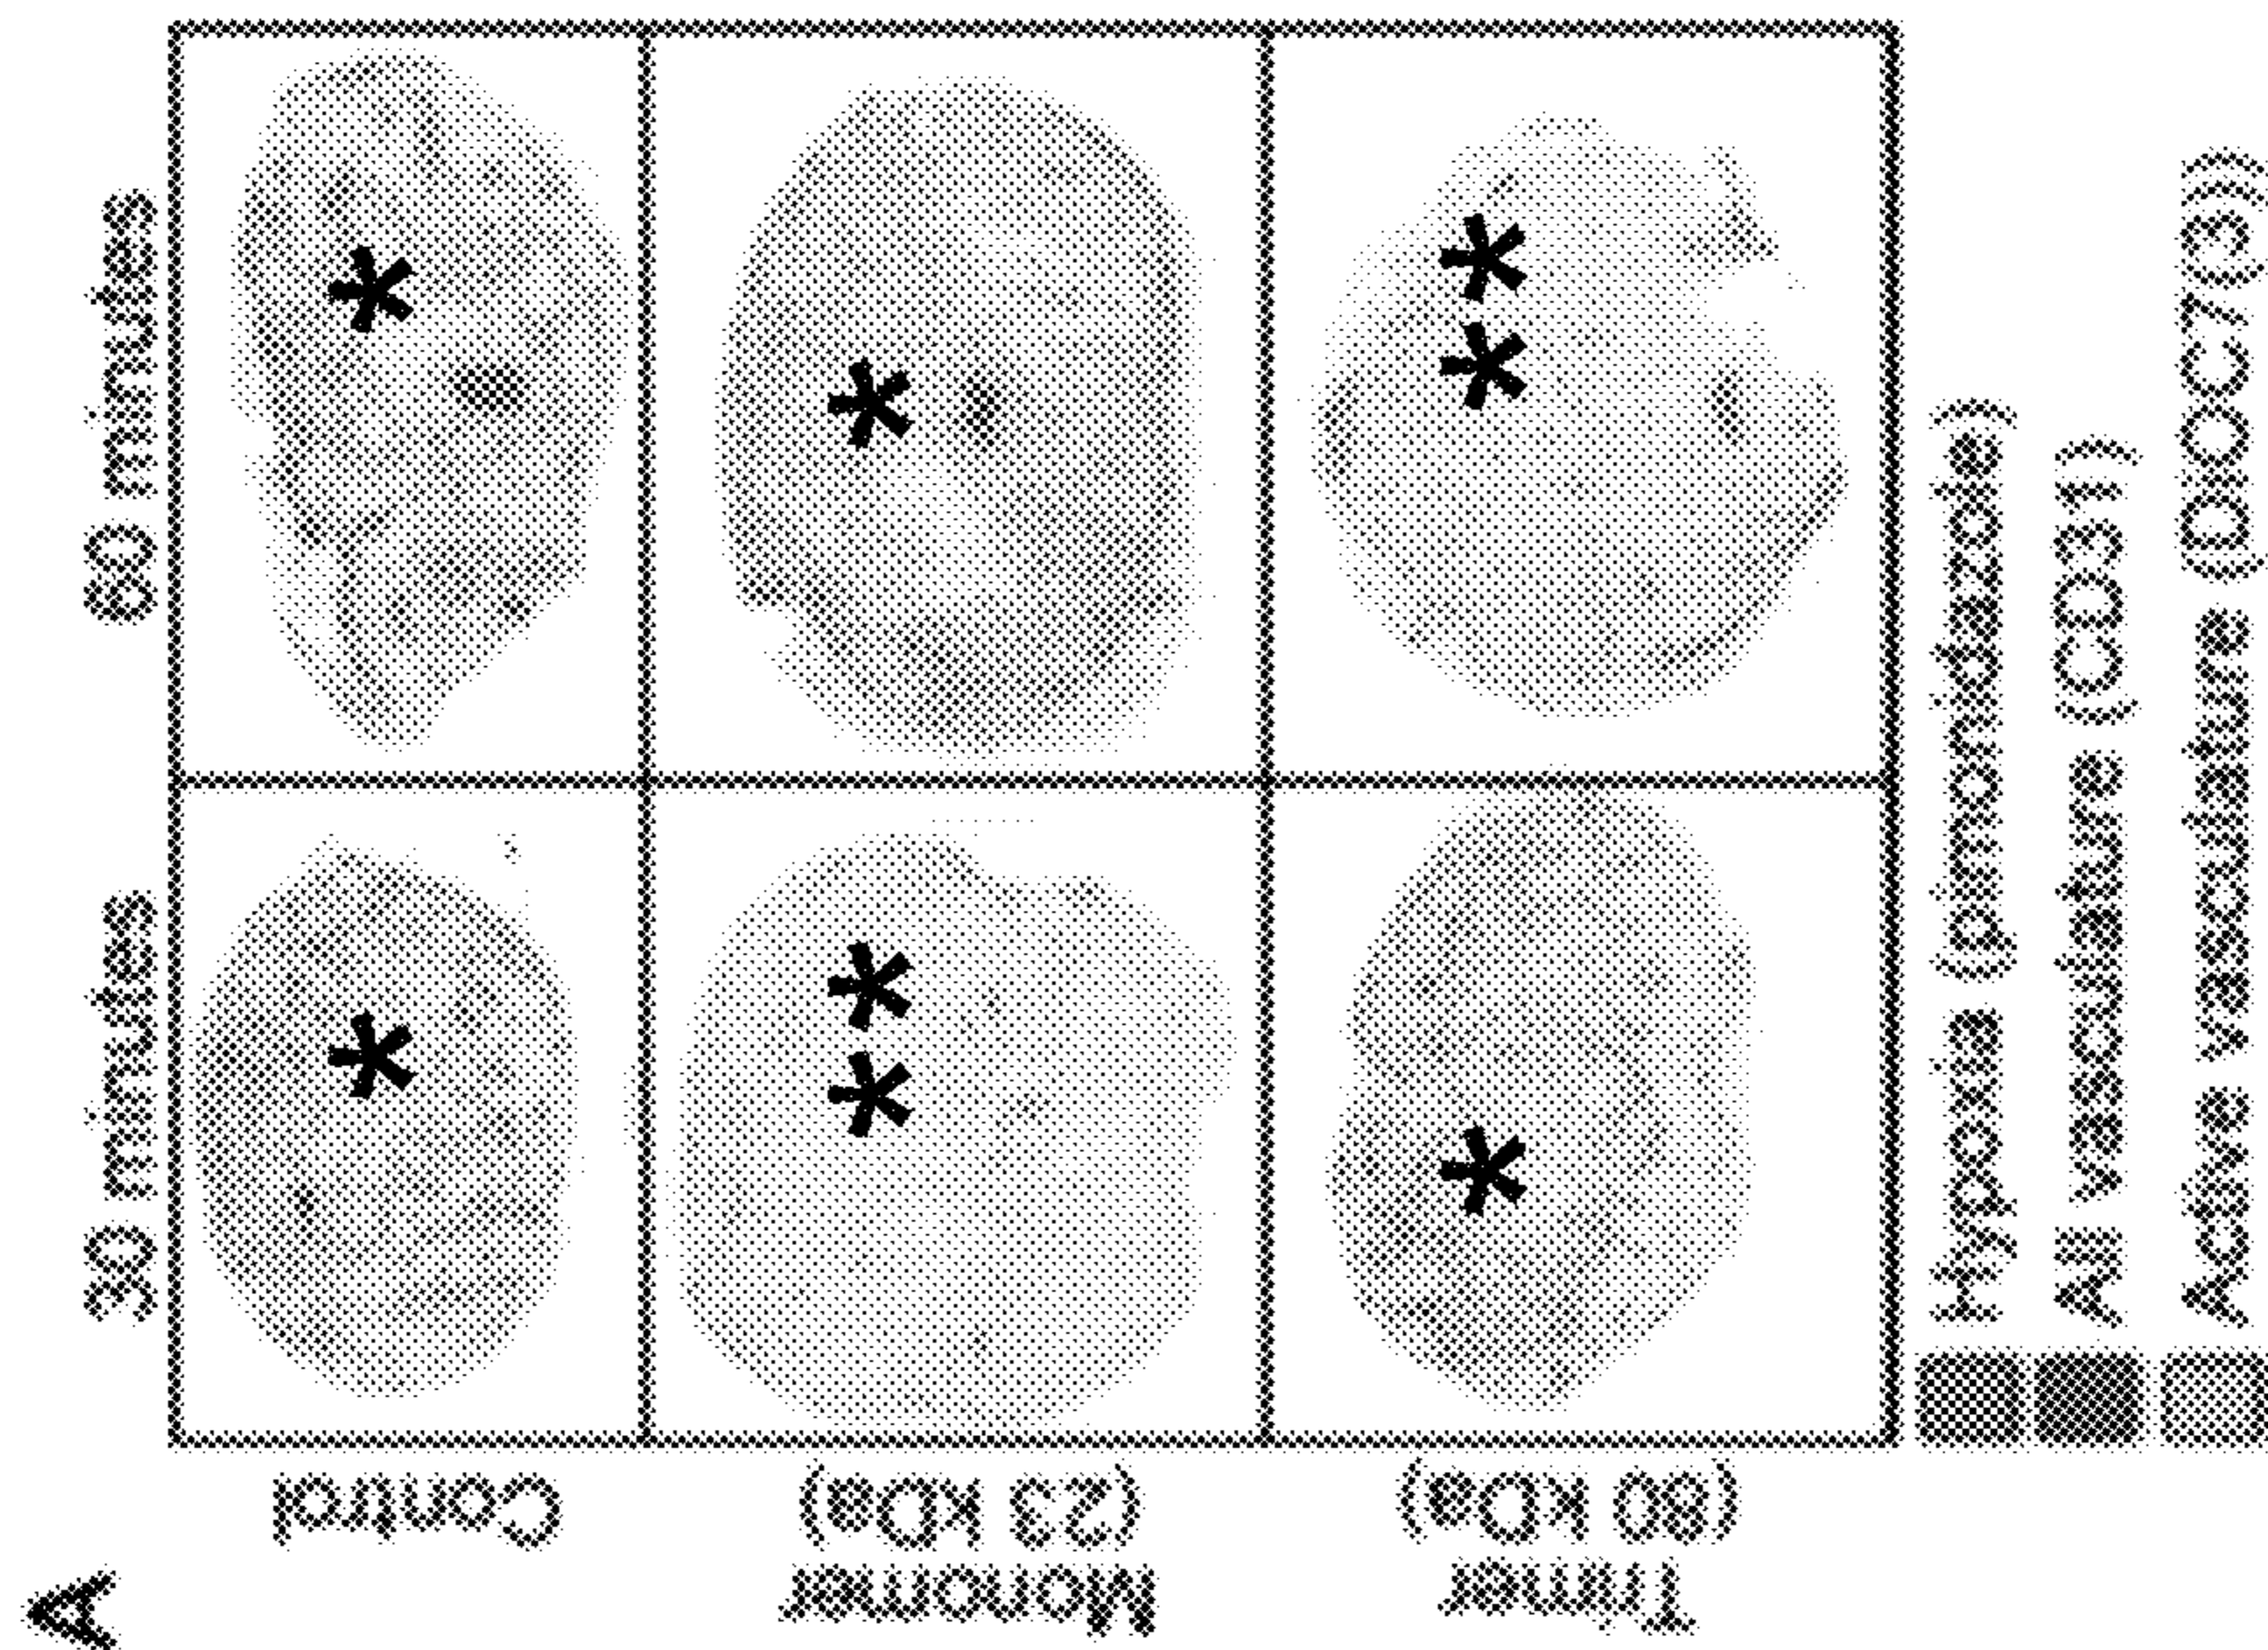 A
30 minutes
60 minutes
Control
*
*
Monomer
(23 kDa)
**
*
Trimer
(80 kDa)
*
**
Hypoxia (pimonidazole)
All vasculature (CD31)
Active vasculature (DiOC7(3))